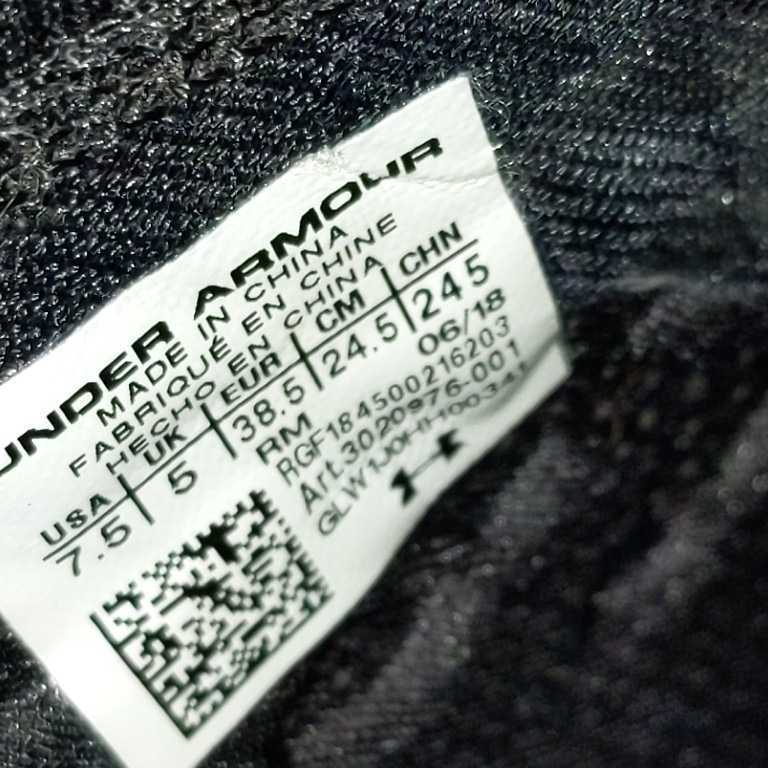 UNDER ARMOUR
MADE IN CHINA
FABRIQUÉ EN CHINE
HECHO EN CHINA
USA UK EUR CM CHN
7.5 5 38.5 24.5 245
RM 06/18
RGF184500216203
Art.3020976-001